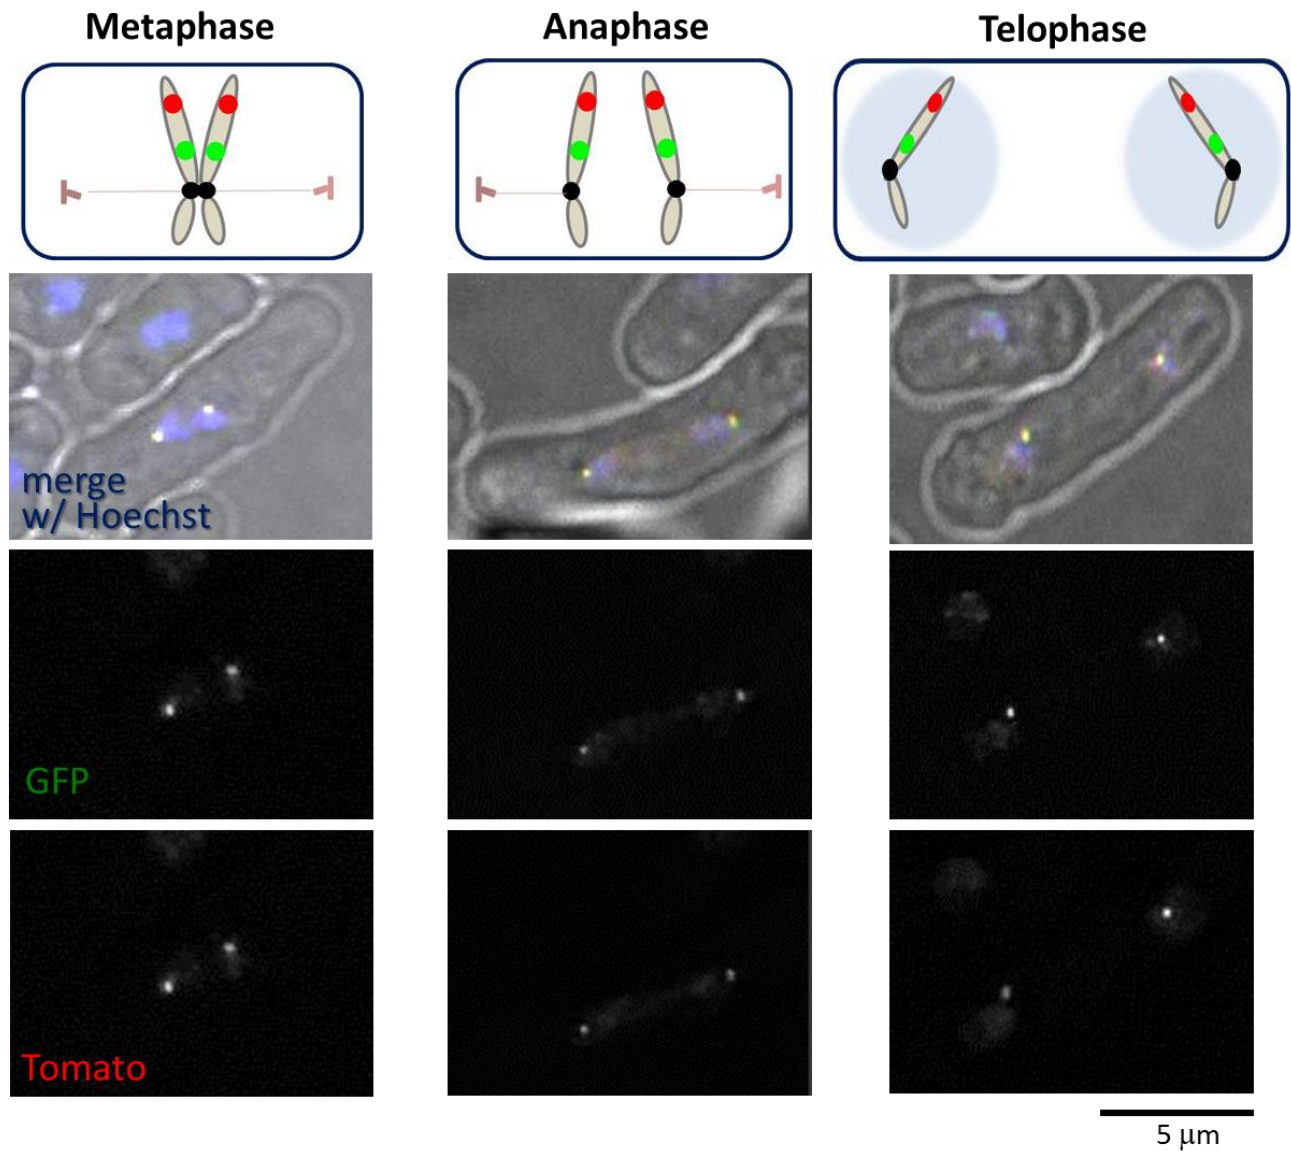 Metaphase
Anaphase
Telophase
merge
w/ Hoechst
GFP
Tomato
5 μm